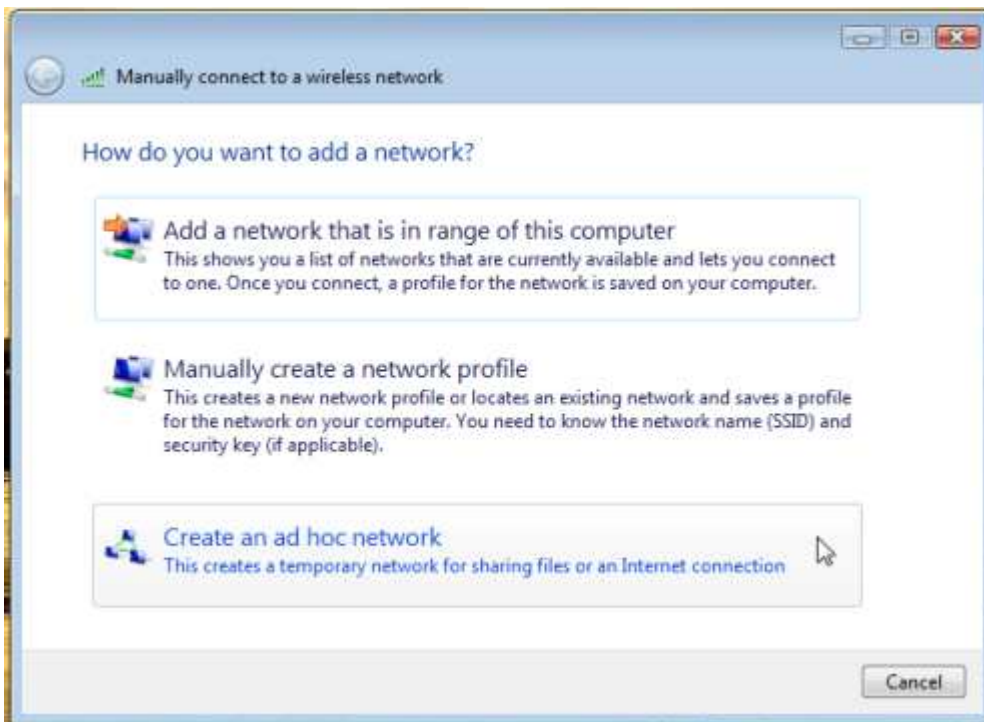 Manually connect to a wireless network
How do you want to add a network?
Add a network that is in range of this computer
This shows you a list of networks that are currently available and lets you connect
to one. Once you connect, a profile for the network is saved on your computer.
Manually create a network profile
This creates a new network profile or locates an existing network and saves a profile
for the network on your computer. You need to know the network name (SSID) and
security key (if applicable).
Create an ad hoc network
This creates a temporary network for sharing files or an Internet connection
Cancel